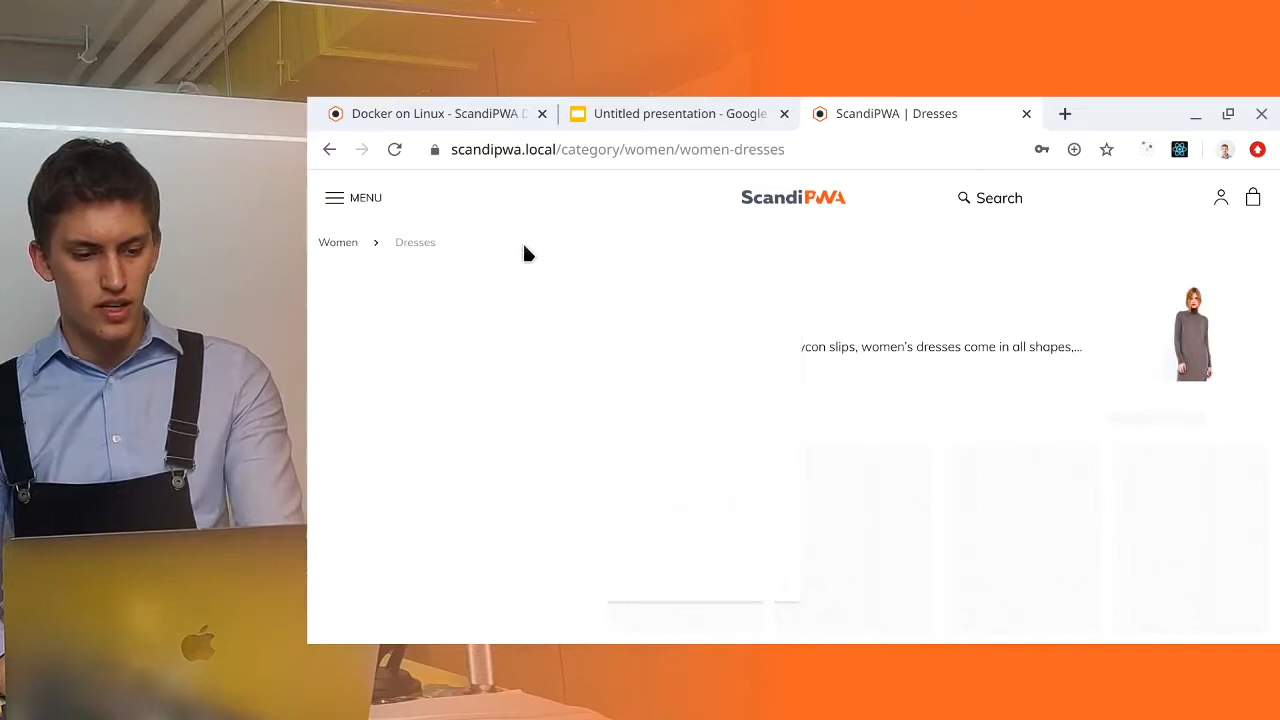 Docker on Linux - ScandiPWA D
Untitled presentation - Google
ScandiPWA | Dresses
scandipwa.local/category/women/women-dresses
MENU
ScandiPWA
Search
Women > Dresses
ycon slips, women's dresses come in all shapes,...